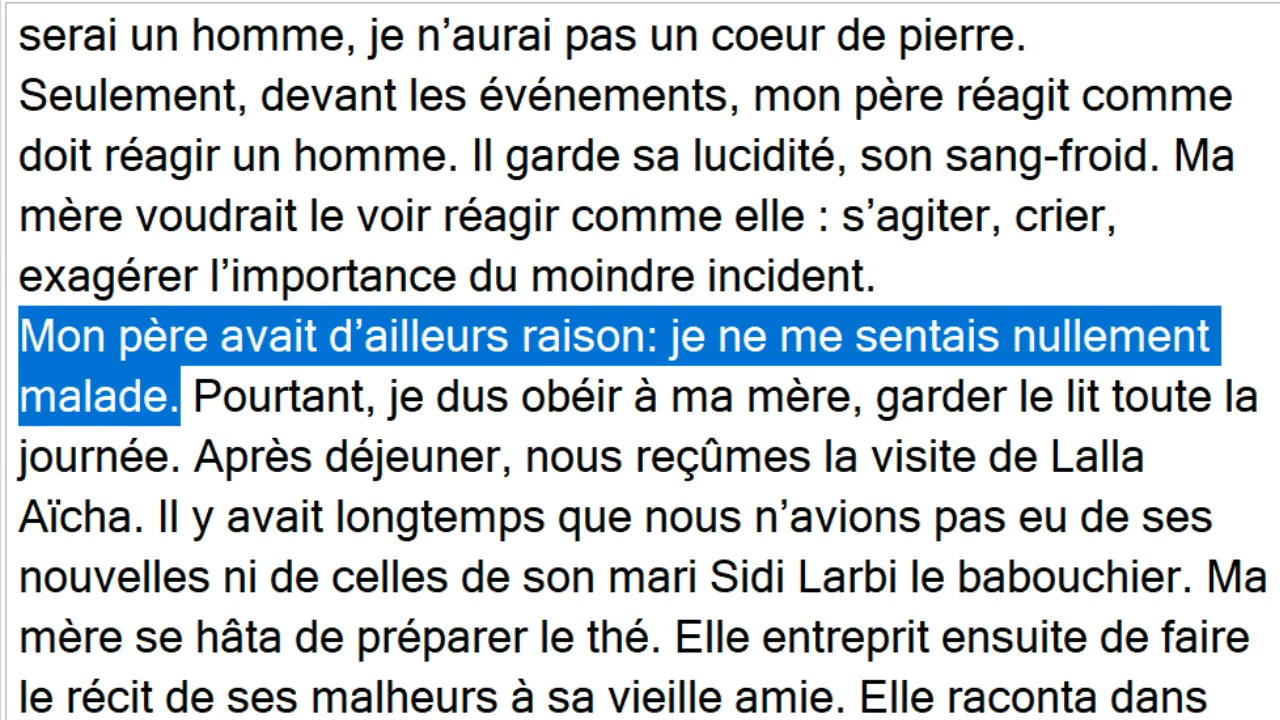 serai un homme, je n’aurai pas un coeur de pierre.
Seulement, devant les événements, mon père réagit comme
doit réagir un homme. Il garde sa lucidité, son sang-froid. Ma
mère voudrait le voir réagir comme elle : s’agiter, crier,
exagérer l’importance du moindre incident.
Mon père avait d’ailleurs raison: je ne me sentais nullement
malade. Pourtant, je dus obéir à ma mère, garder le lit toute la
journée. Après déjeuner, nous reçûmes la visite de Lalla
Aïcha. Il y avait longtemps que nous n’avions pas eu de ses
nouvelles ni de celles de son mari Sidi Larbi le babouchier. Ma
mère se hâta de préparer le thé. Elle entreprit ensuite de faire
le récit de ses malheurs à sa vieille amie. Elle raconta dans